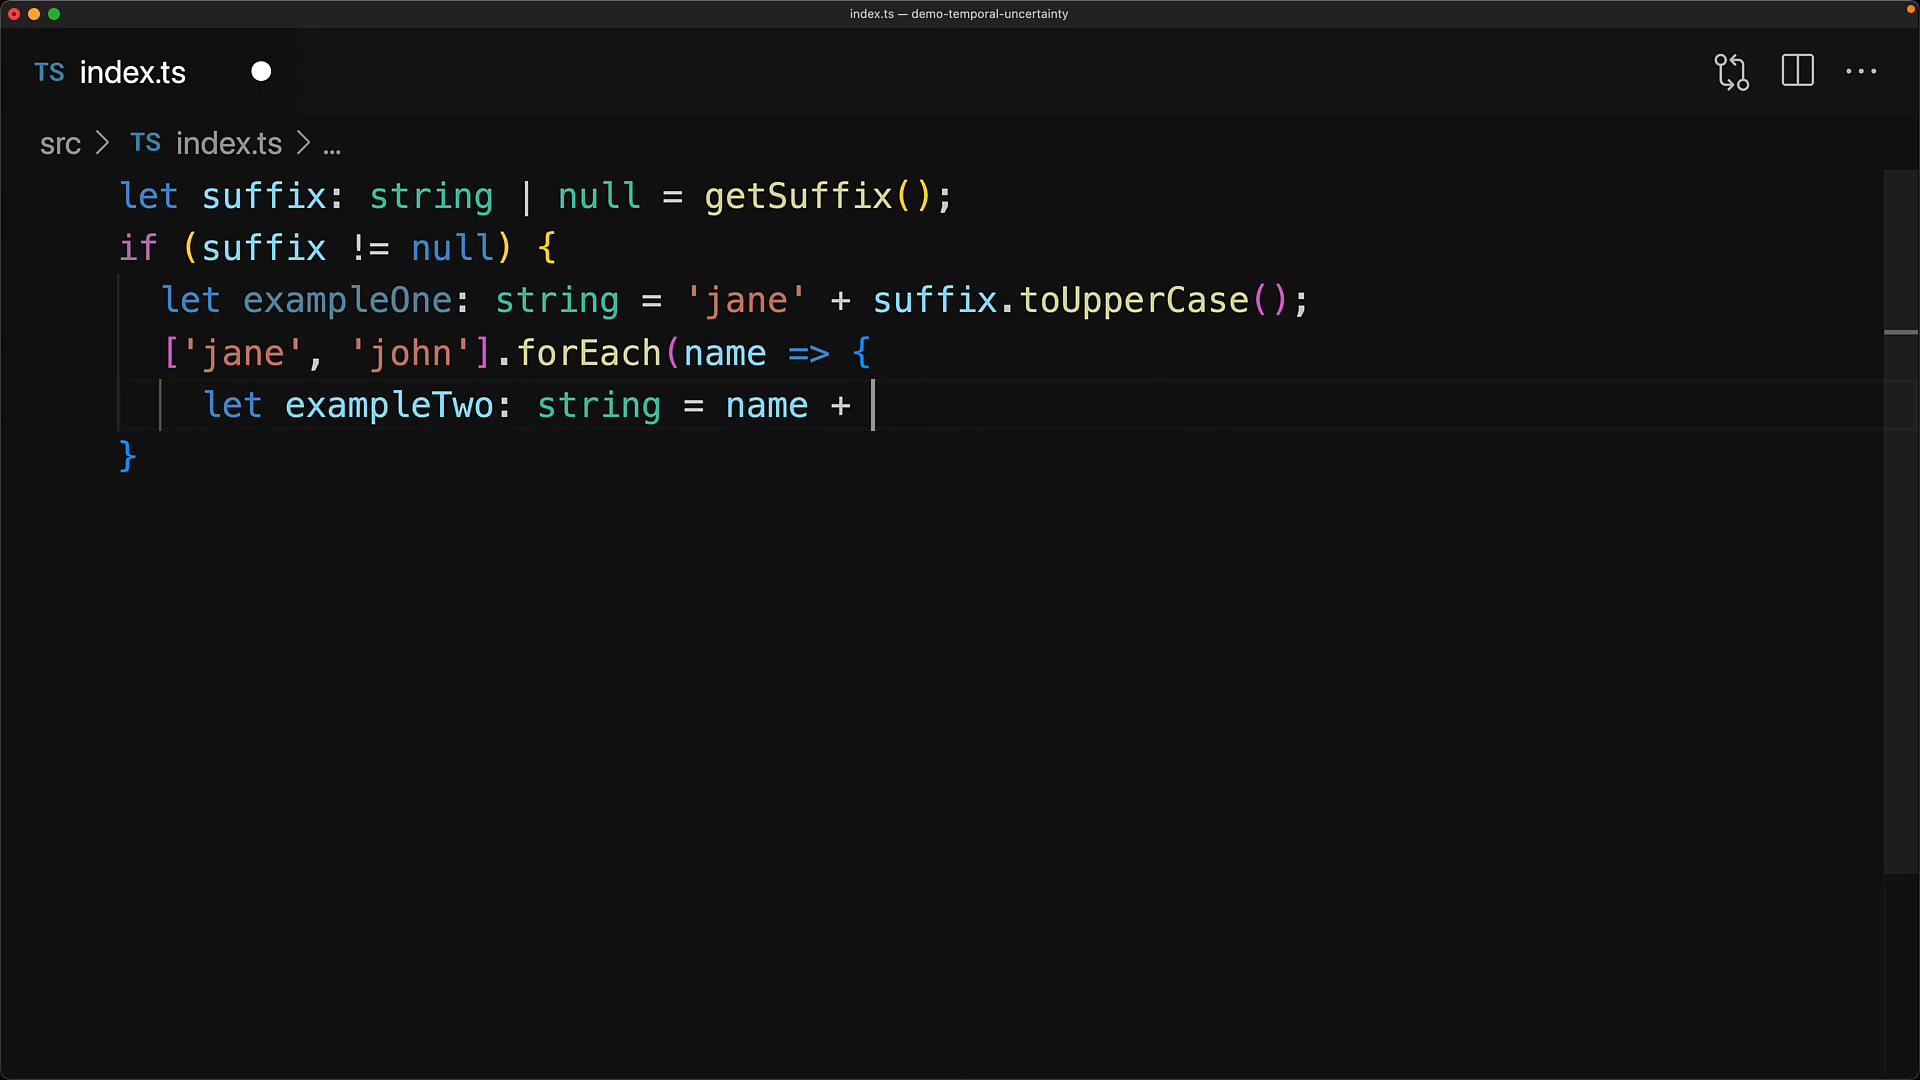 index.ts — demo-temporal-uncertainty
TS index.ts
src > TS index.ts > ...
let suffix: string | null = getSuffix();
if (suffix != null) {
  let exampleOne: string = 'jane' + suffix.toUpperCase();
  ['jane', 'john'].forEach(name => {
    let exampleTwo: string = name +
}